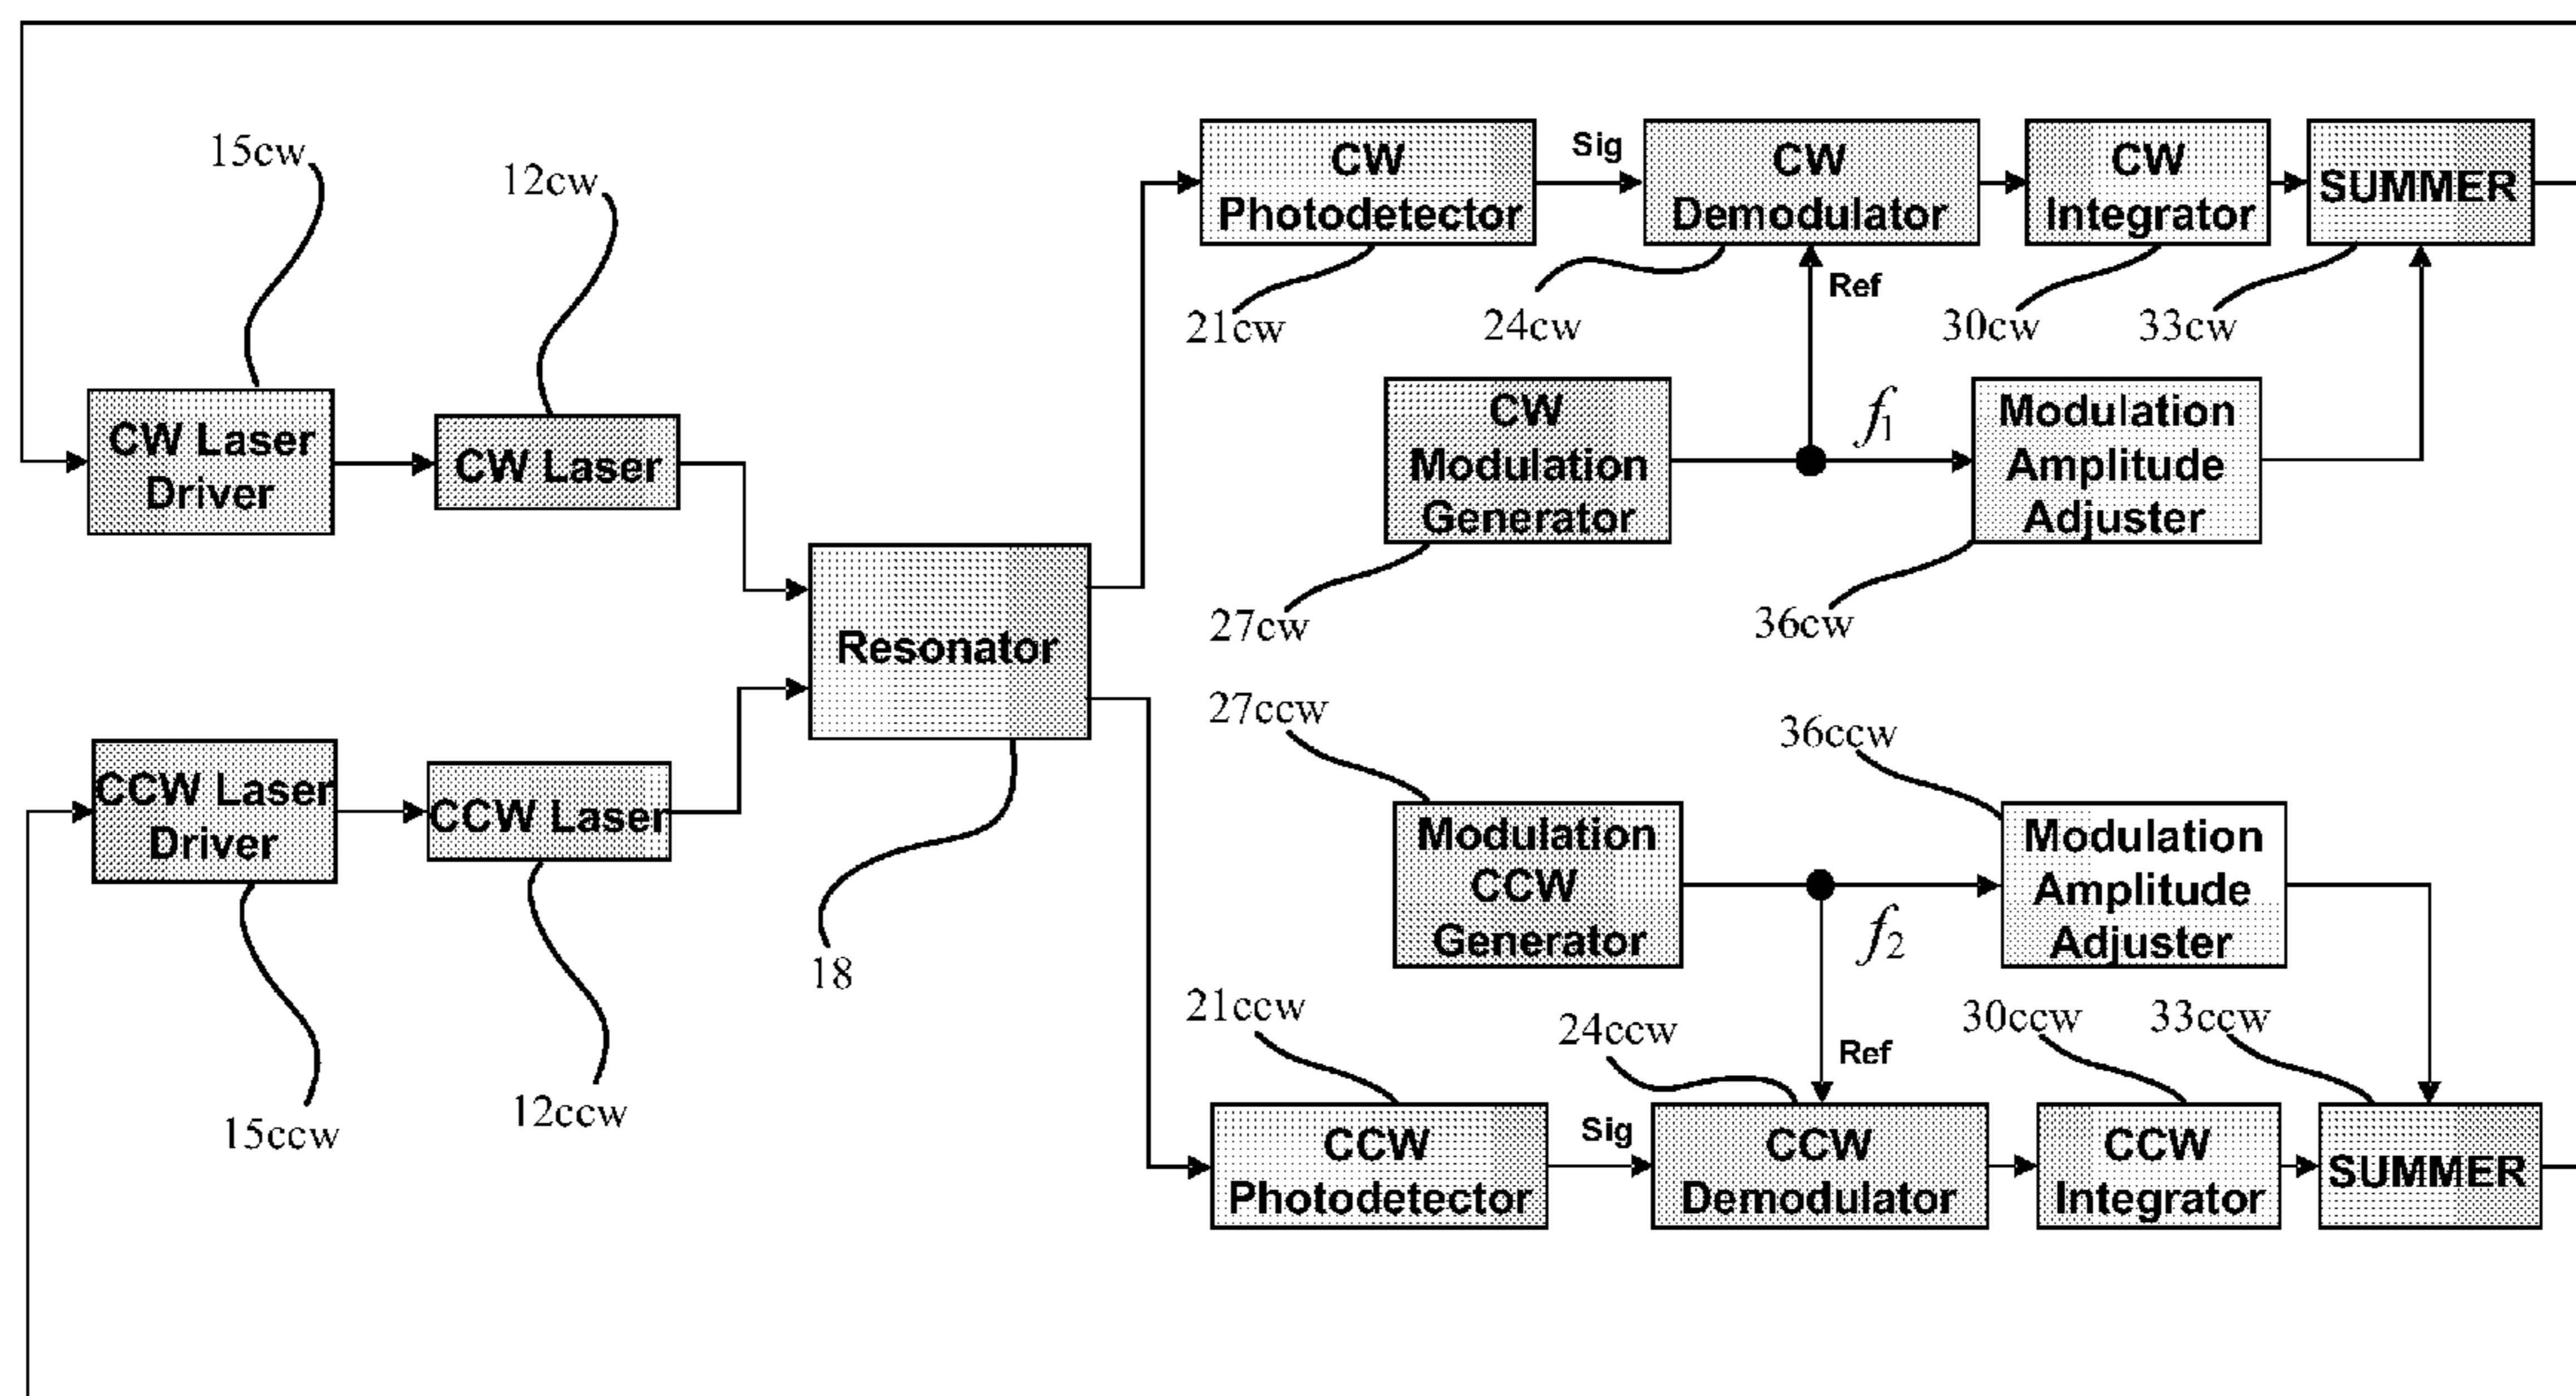 15cw
12cw
CW
Photodetector
Sig
CW
Demodulator
CW
Integrator
SUMMER
Ref
21cw
24cw
30cw
33cw
CW Laser
Driver
CW Laser
CW
Modulation
Generator
f1
Modulation
Amplitude
Adjuster
27cw
36cw
Resonator
27ccw
36ccw
CCW Laser
Driver
CCW Laser
Modulation
CCW
Generator
f2
Modulation
Amplitude
Adjuster
18
21ccw
24ccw
Ref
30ccw
33ccw
15ccw
12ccw
CCW
Photodetector
Sig
CCW
Demodulator
CCW
Integrator
SUMMER